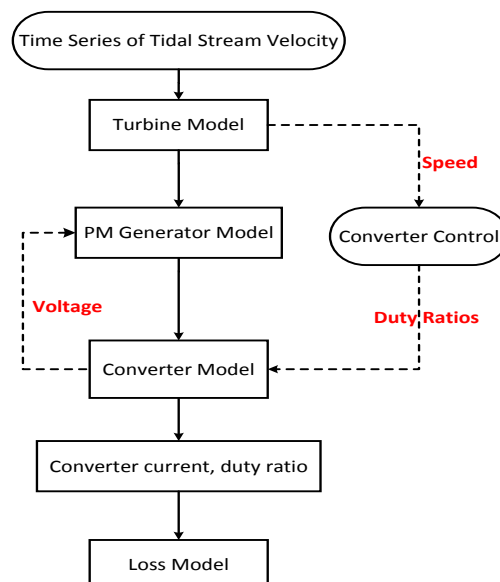 Time Series of Tidal Stream Velocity
Turbine Model
Speed
PM Generator Model
Converter Control
Voltage
Duty Ratios
Converter Model
Converter current, duty ratio
Loss Model